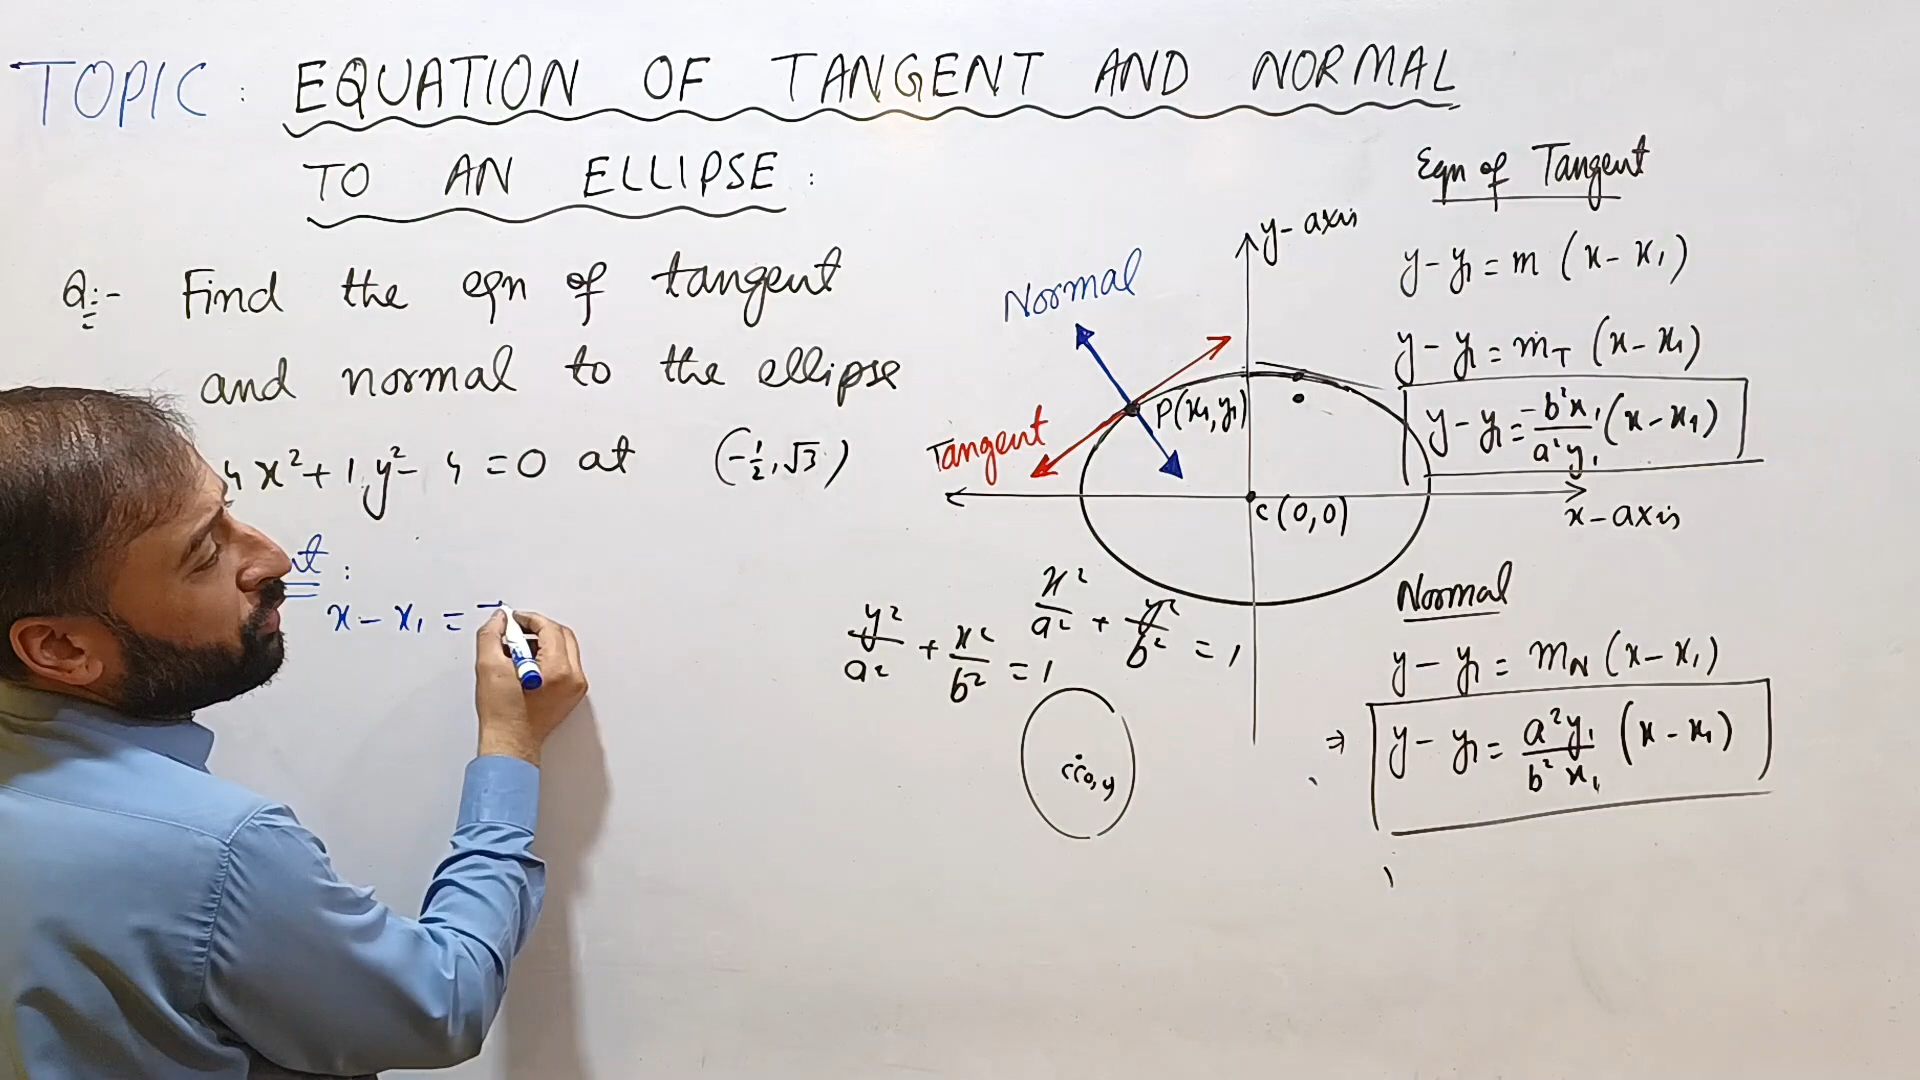 TOPIC : EQUATION OF TANGENT AND NORMAL
TO AN ELLIPSE :
Q:- Find the eqn of tangent
and normal to the ellipse
4x²+1y²-4=0 at (-1/2, √3)
x - x₁ =
Normal
Tangent
y-axis
P(x₁, y₁)
C(0,0)
x-axis
x²/a² + y²/b² = 1
y²/a² + x²/b² = 1
Eqn of Tangent
y - y₁ = m (x - x₁)
y - y₁ = m_T (x - x₁)
y - y₁ = -b²x₁/a²y₁ (x - x₁)
Normal
y - y₁ = m_N (x - x₁)
⇒ y - y₁ = a²y₁/b²x₁ (x - x₁)